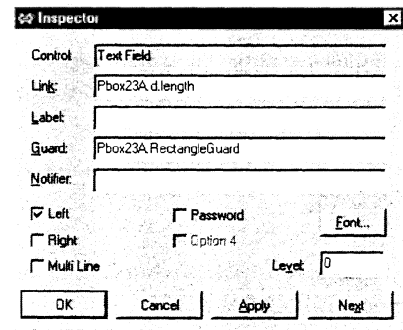 Inspector
Control: Text Field
Link: Pbox23A.d.length
Label:
Guard: Pbox23A.RectangleGuard
Notifier:
Left Password Font...
Right Option 4
Multi Line Level: 0
OK Cancel Apply Next